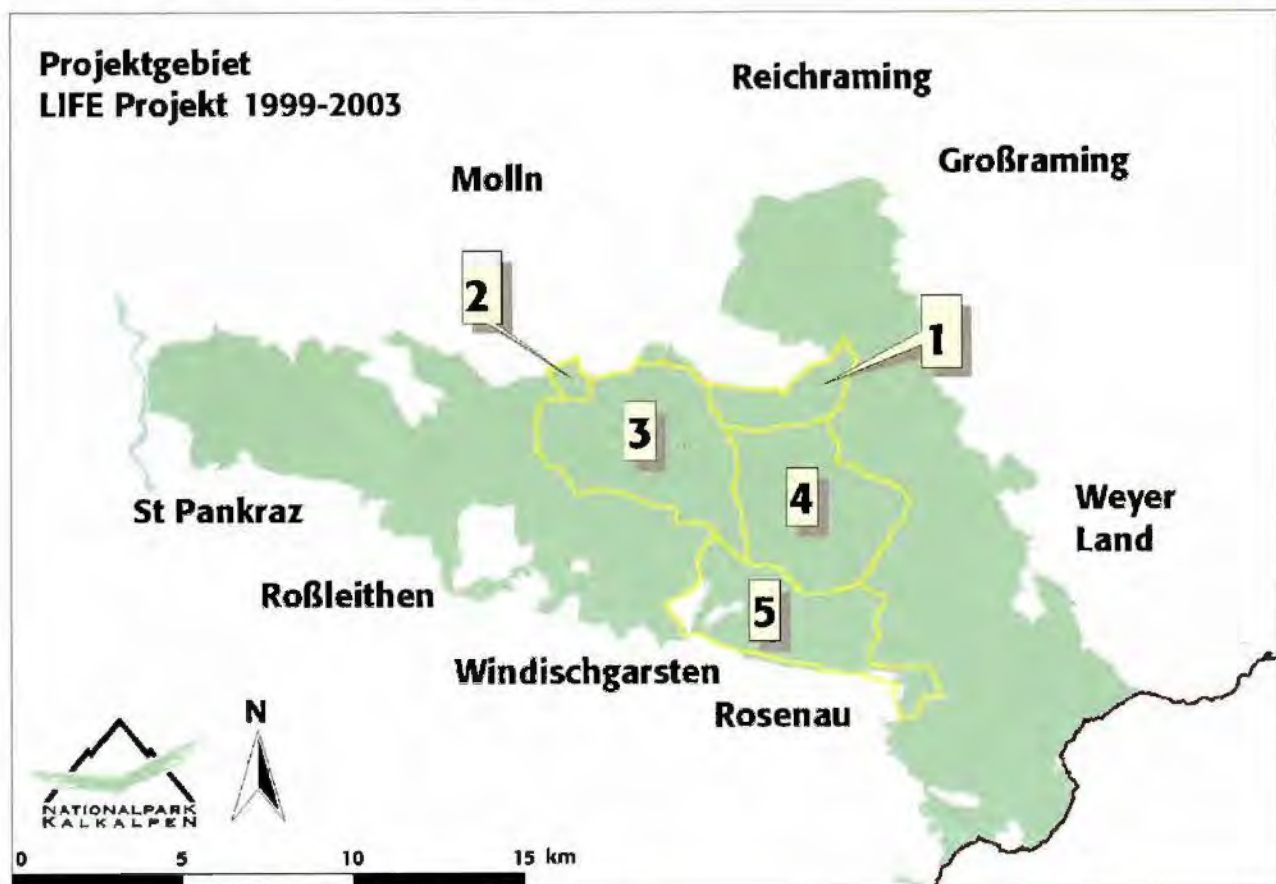 Projektgebiet
LIFE Projekt 1999-2003
Reichraming
Großraming
Molln
2
1
3
4
Weyer
Land
St Pankraz
Roßleithen
5
Windischgarsten
Rosenau
N
NATIONALPARK
KALKALPEN
0 5 10 15 km